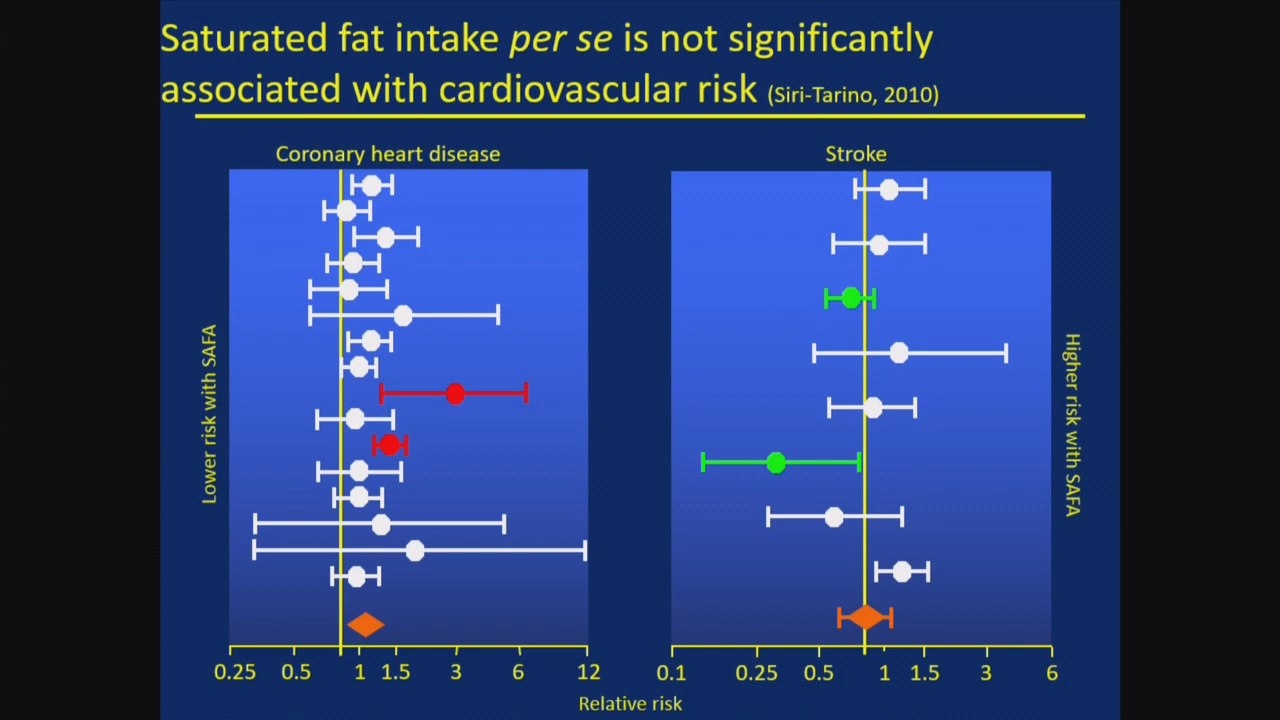 Saturated fat intake per se is not significantly
associated with cardiovascular risk (Siri-Tarino, 2010)
Coronary heart disease
Stroke
Lower risk with SAFA
Higher risk with SAFA
0.25 0.5 1 1.5 3 6 12
0.1 0.25 0.5 1 1.5 3 6
Relative risk